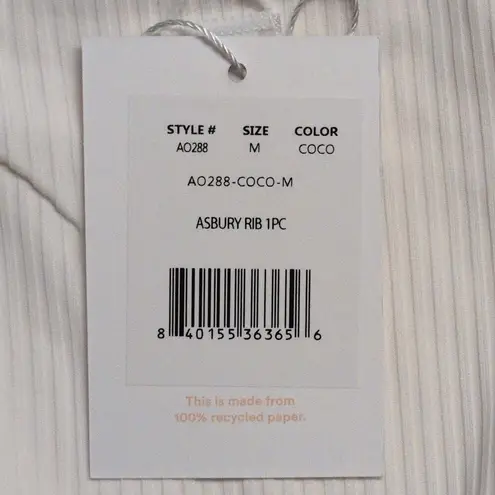 STYLE # SIZE COLOR
AO288 M COCO
AO288-COCO-M
ASBURY RIB 1PC
8 40155 36365 6
This is made from
100% recycled paper.